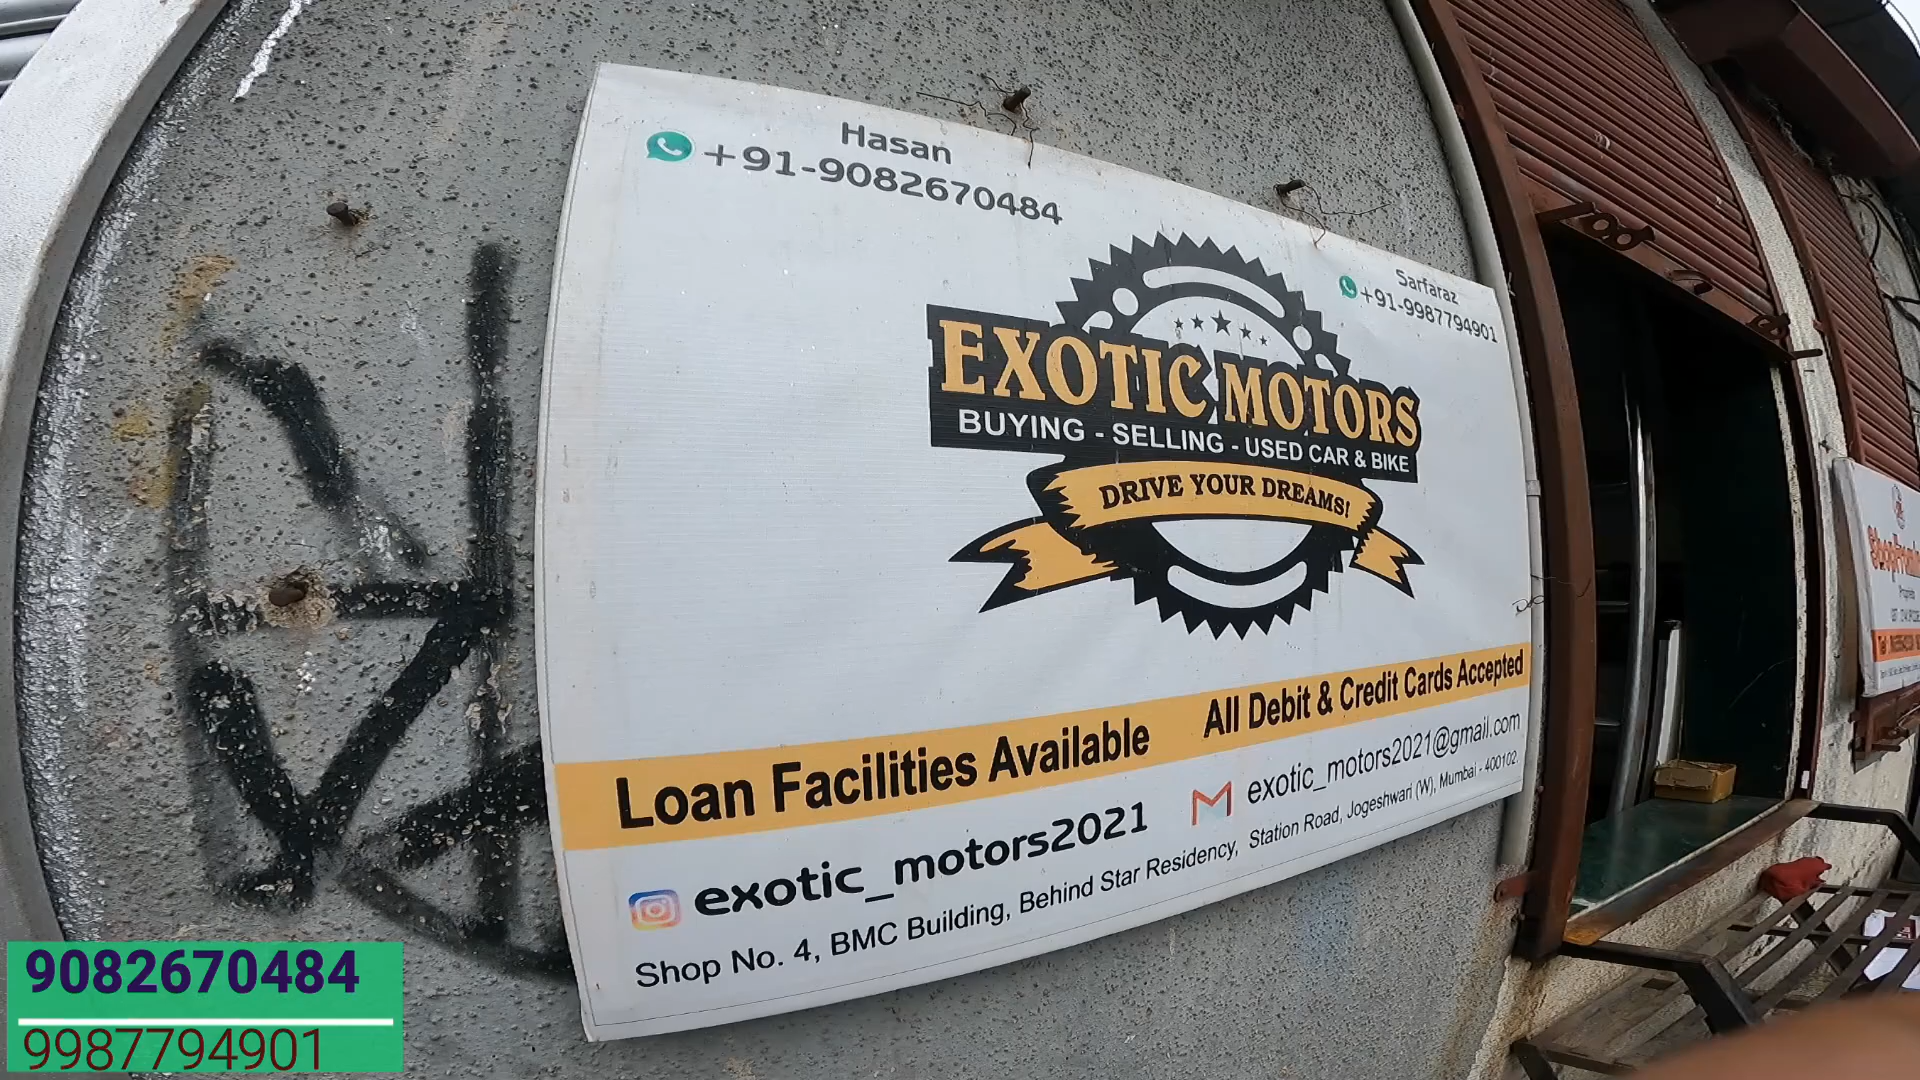 Hasan
+91-9082670484
Sarfaraz
+91-9987794901
EXOTIC MOTORS
BUYING - SELLING - USED CAR & BIKE
DRIVE YOUR DREAMS!
Loan Facilities Available
All Debit & Credit Cards Accepted
exotic_motors2021
exotic_motors2021@gmail.com
Shop No. 4, BMC Building, Behind Star Residency, Station Road, Jogeshwari (W), Mumbai - 400102.
9082670484
9987794901